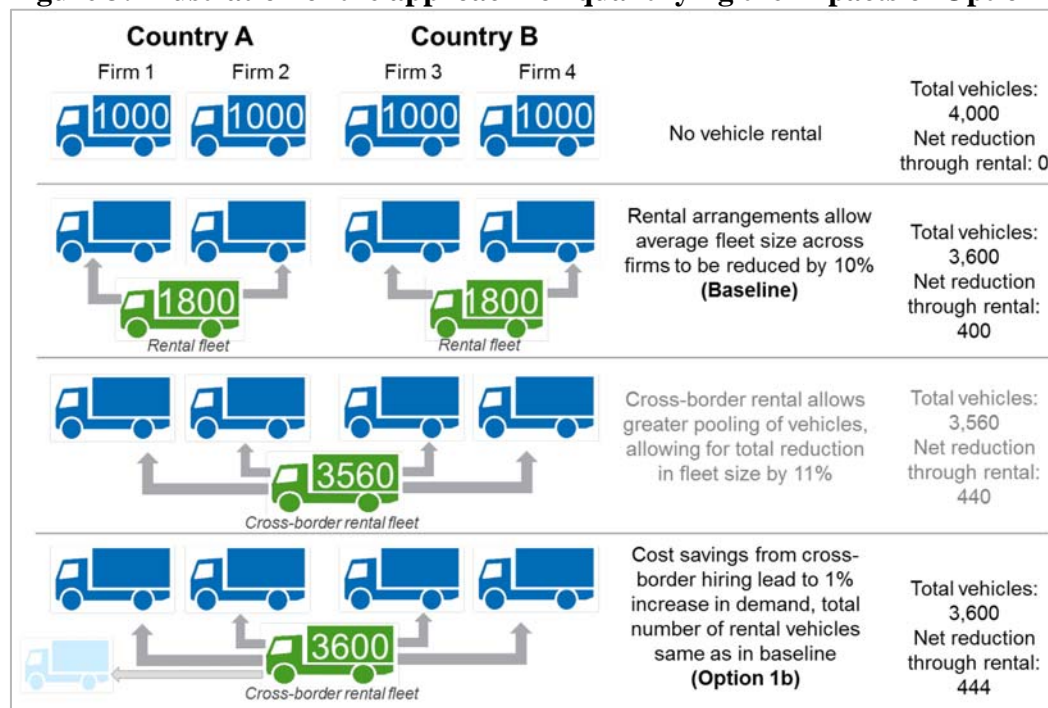 Country A Country B
Firm 1 Firm 2 Firm 3 Firm 4
1000 1000 1000 1000
No vehicle rental
Total vehicles:
4,000
Net reduction
through rental: 0
1800
Rental fleet
1800
Rental fleet
Rental arrangements allow
average fleet size across
firms to be reduced by 10%
(Baseline)
Total vehicles:
3,600
Net reduction
through rental:
400
3560
Cross-border rental fleet
Cross-border rental allows
greater pooling of vehicles,
allowing for total reduction
in fleet size by 11%
Total vehicles:
3,560
Net reduction
through rental:
440
3600
Cross-border rental fleet
Cost savings from cross-
border hiring lead to 1%
increase in demand, total
number of rental vehicles
same as in baseline
(Option 1b)
Total vehicles:
3,600
Net reduction
through rental:
444